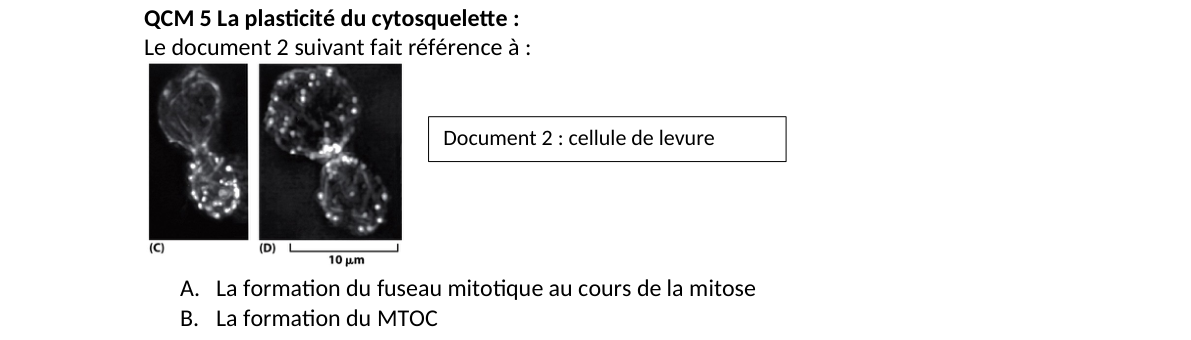 QCM 5 La plasticité du cytosquelette :
Le document 2 suivant fait référence à :
Document 2 : cellule de levure
(C) (D)
10 µm
A. La formation du fuseau mitotique au cours de la mitose
B. La formation du MTOC